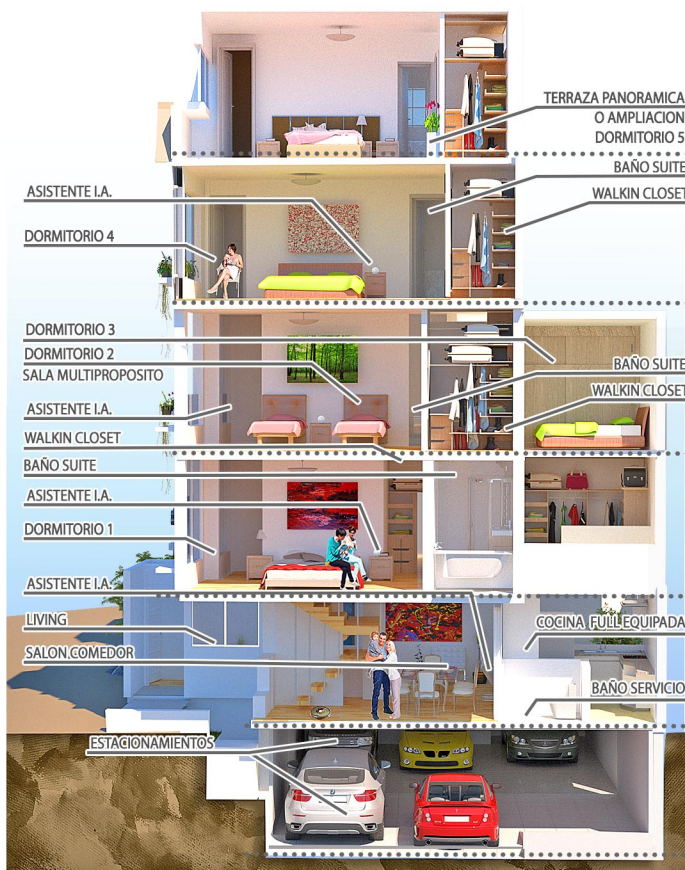 TERRAZA PANORAMICA
O AMPLIACION
DORMITORIO 5
BAÑO SUITE
ASISTENTE I.A.
WALKIN CLOSET
DORMITORIO 4
DORMITORIO 3
DORMITORIO 2
SALA MULTIPROPOSITO
BAÑO SUITE
WALKIN CLOSET
ASISTENTE I.A.
WALKIN CLOSET
BAÑO SUITE
ASISTENTE I.A.
DORMITORIO 1
ASISTENTE I.A.
LIVING
COCINA FULL EQUIPADA
SALON COMEDOR
BAÑO SERVICIO
ESTACIONAMIENTOS